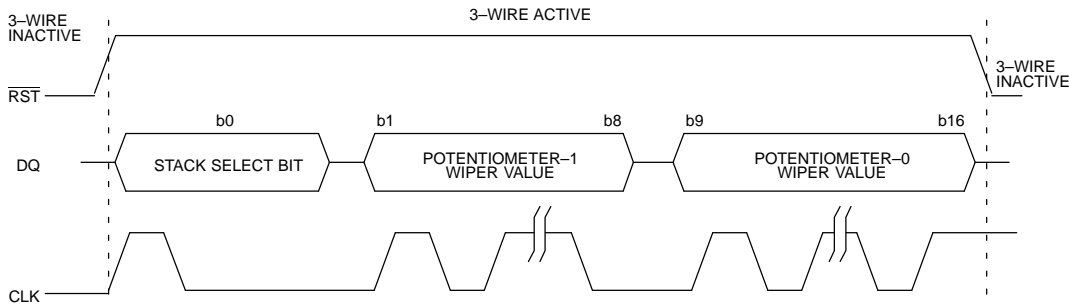 3–WIRE ACTIVE
3–WIRE
INACTIVE
3–WIRE
INACTIVE
RST
b0
b1
b8
b9
b16
DQ
STACK SELECT BIT
POTENTIOMETER–1
WIPER VALUE
POTENTIOMETER–0
WIPER VALUE
CLK